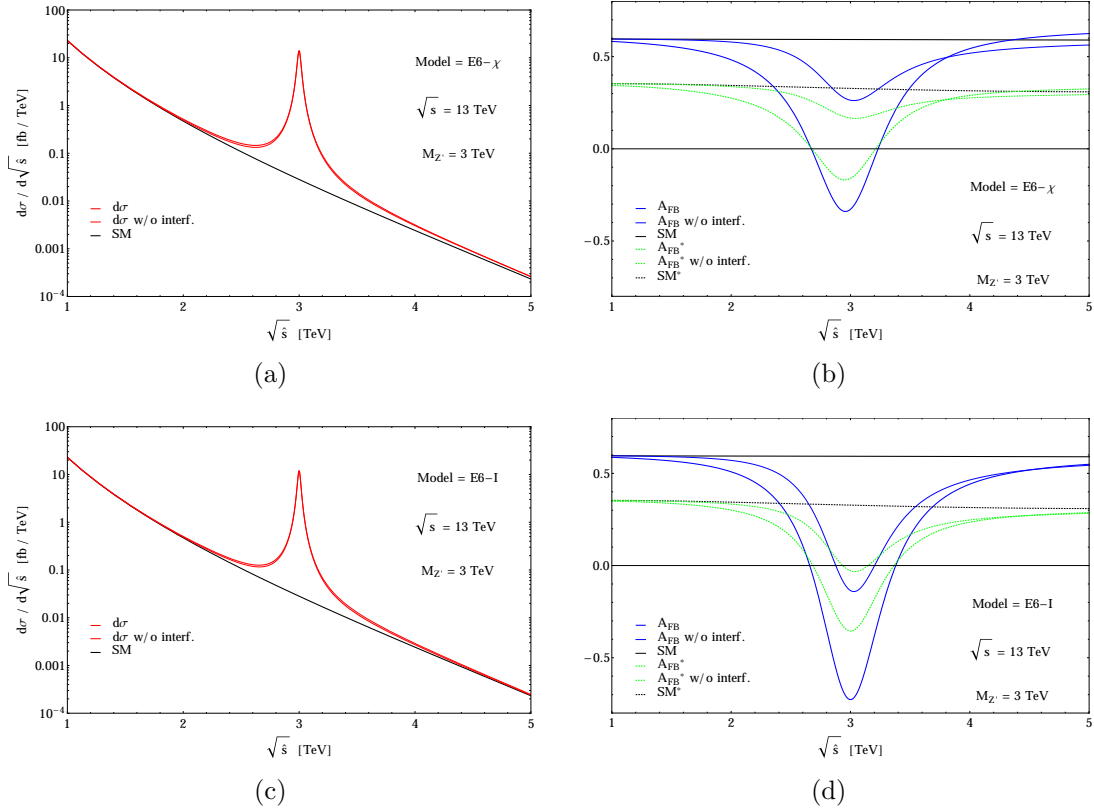 100
10
1
0.1
0.01
0.001
10⁻⁴
dσ / d√ŝ [fb / TeV]
Model = E6-χ
√s = 13 TeV
M_Z' = 3 TeV
dσ
dσ w/o interf.
SM
1 2 3 4 5
√ŝ [TeV]
(a)
0.5
0.0
-0.5
A_FB
A_FB w/o interf.
SM
A_FB*
A_FB* w/o interf.
SM*
Model = E6-χ
√s = 13 TeV
M_Z' = 3 TeV
1 2 3 4 5
√ŝ [TeV]
(b)
100
10
1
0.1
0.01
0.001
10⁻⁴
dσ / d√ŝ [fb / TeV]
Model = E6-I
√s = 13 TeV
M_Z' = 3 TeV
dσ
dσ w/o interf.
SM
1 2 3 4 5
√ŝ [TeV]
(c)
0.5
0.0
-0.5
A_FB
A_FB w/o interf.
SM
A_FB*
A_FB* w/o interf.
SM*
Model = E6-I
√s = 13 TeV
M_Z' = 3 TeV
1 2 3 4 5
√ŝ [TeV]
(d)